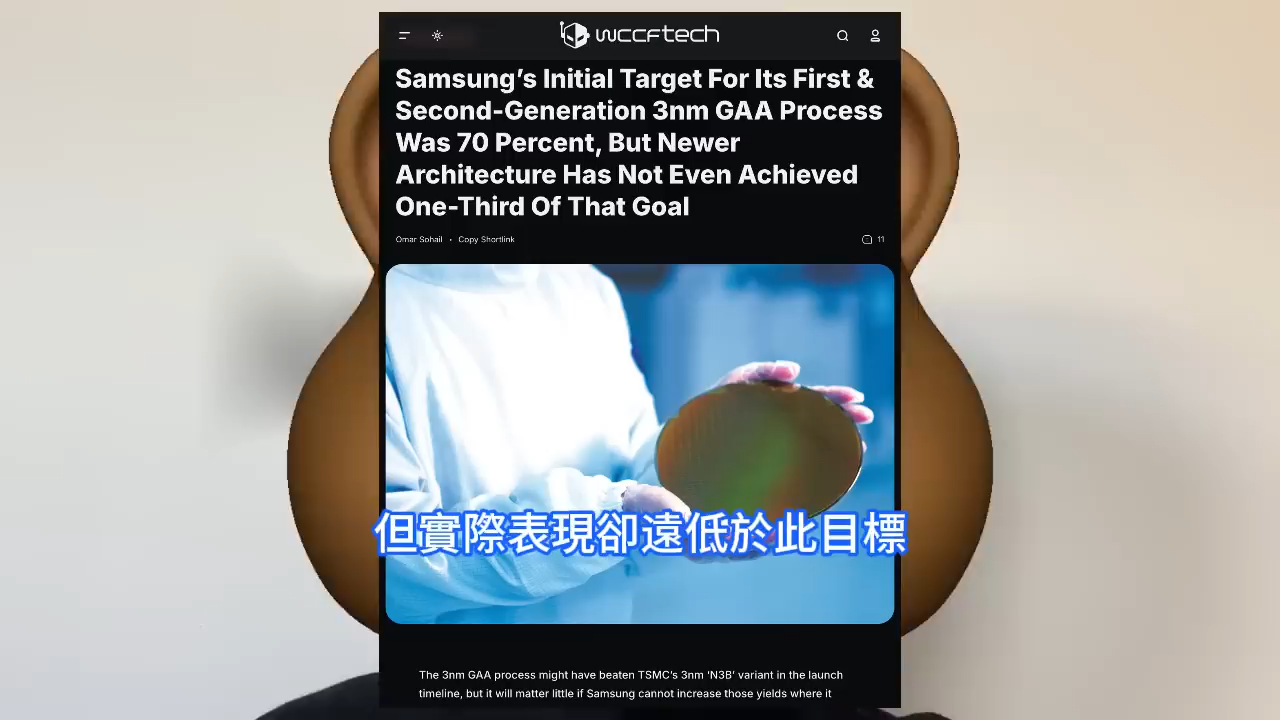 wccftech
Samsung’s Initial Target For Its First &
Second-Generation 3nm GAA Process
Was 70 Percent, But Newer
Architecture Has Not Even Achieved
One-Third Of That Goal
Omar Sohail • Copy Shortlink
11
但實際表現卻遠低於此目標
The 3nm GAA process might have beaten TSMC’s 3nm ‘N3B’ variant in the launch
timeline, but it will matter little if Samsung cannot increase those yields where it